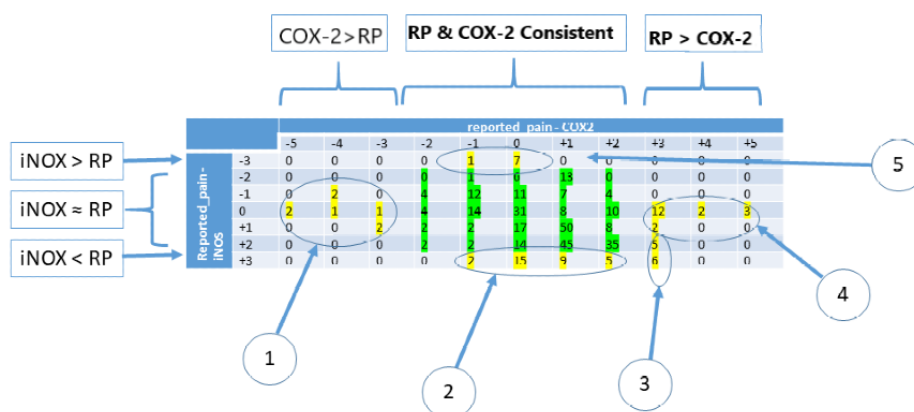 COX-2>RP
RP & COX-2 Consistent
RP > COX-2
reported_pain - COX2
-5 -4 -3 -2 -1 0 +1 +2 +3 +4 +5
iNOX > RP
iNOX ≈ RP
iNOX < RP
Reported_pain -
iNOS
-3 0 0 0 0 1 7 0 0 0 0 0
-2 0 0 0 0 1 6 13 0 0 0 0
-1 0 2 0 4 12 11 7 4 0 0 0
0 2 1 1 4 14 31 8 10 12 2 3
+1 0 0 2 0 2 17 50 8 2 0 0
+2 0 0 0 2 2 14 45 35 5 0 0
+3 0 0 0 0 2 15 9 5 6 0 0
5
4
1
2
3